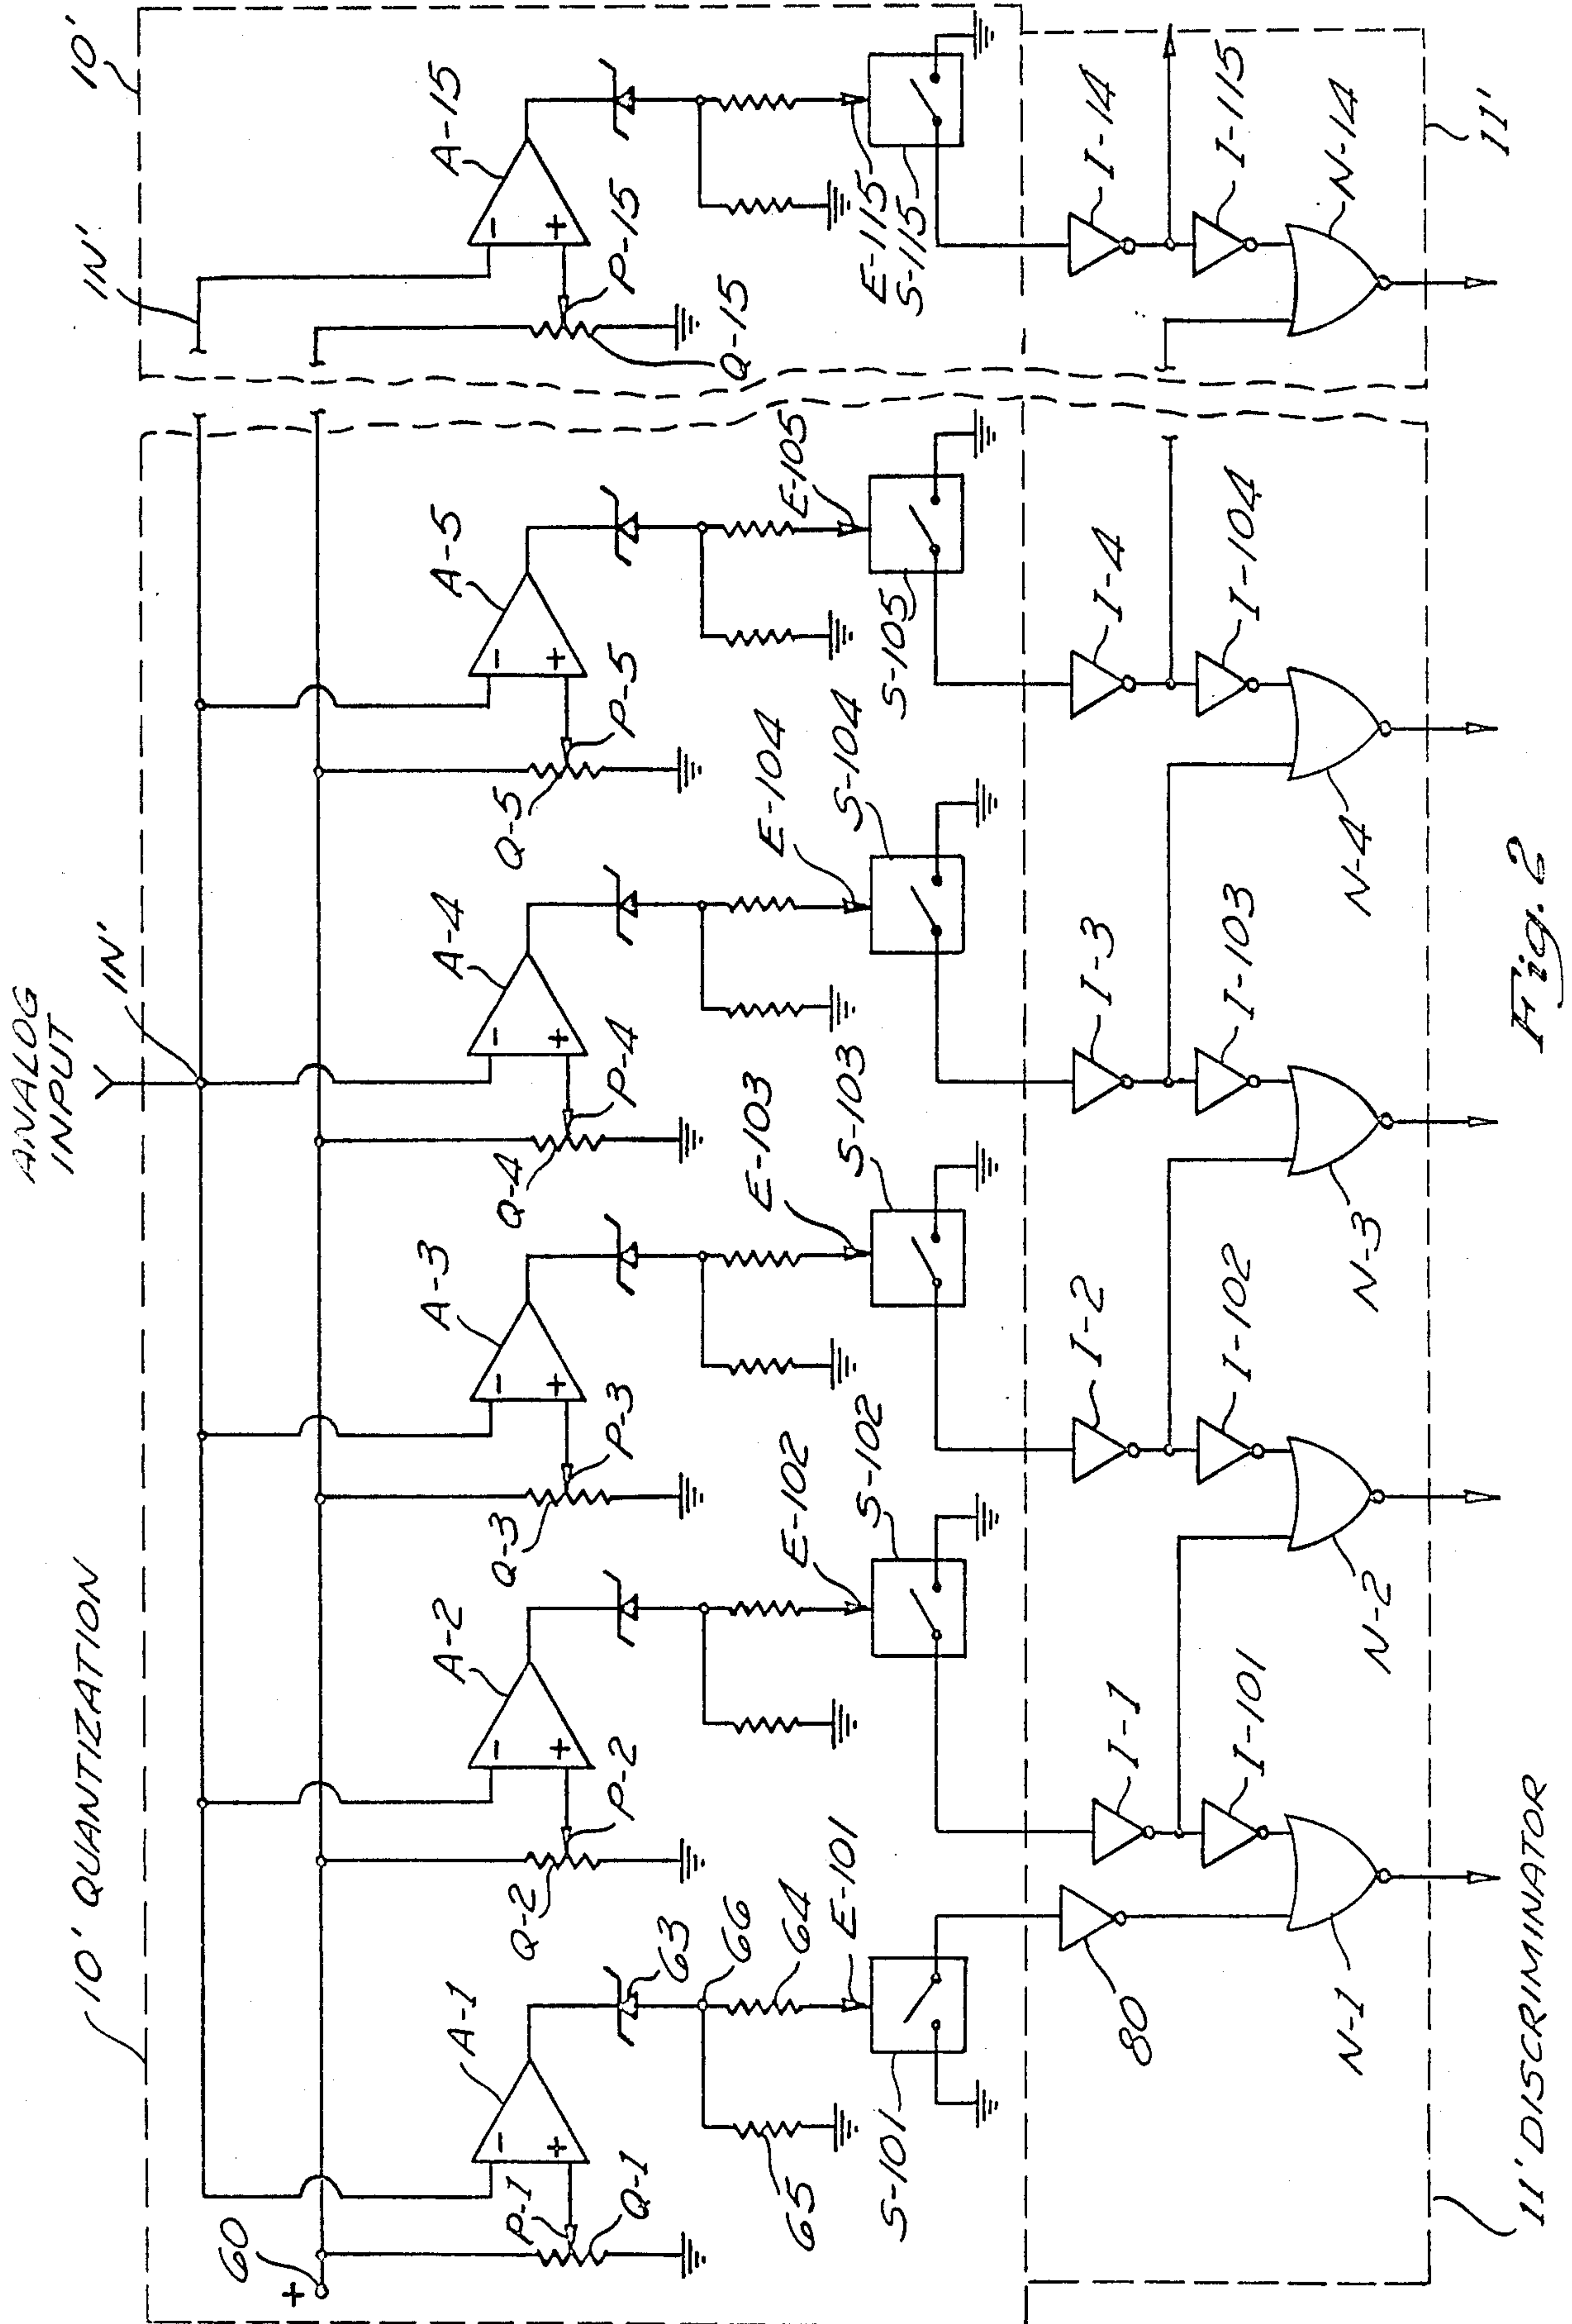 ANALOG
INPUT
IN'
IN'
10'
10' QUANTIZATION
60
+
A-1
A-2
A-3
A-4
A-5
A-15
−
+
−
+
−
+
−
+
−
+
−
+
P-1
Q-1
P-2
Q-2
P-3
Q-3
P-4
Q-4
P-5
Q-5
P-15
Q-15
63
66
64
65
E-101
E-102
E-103
E-104
E-105
E-115
S-101
S-102
S-103
S-104
S-105
S-115
80
I-1
I-2
I-3
I-4
I-14
I-101
I-102
I-103
I-104
I-115
N-1
N-2
N-3
N-4
N-14
11'
11' DISCRIMINATOR
Fig. 2